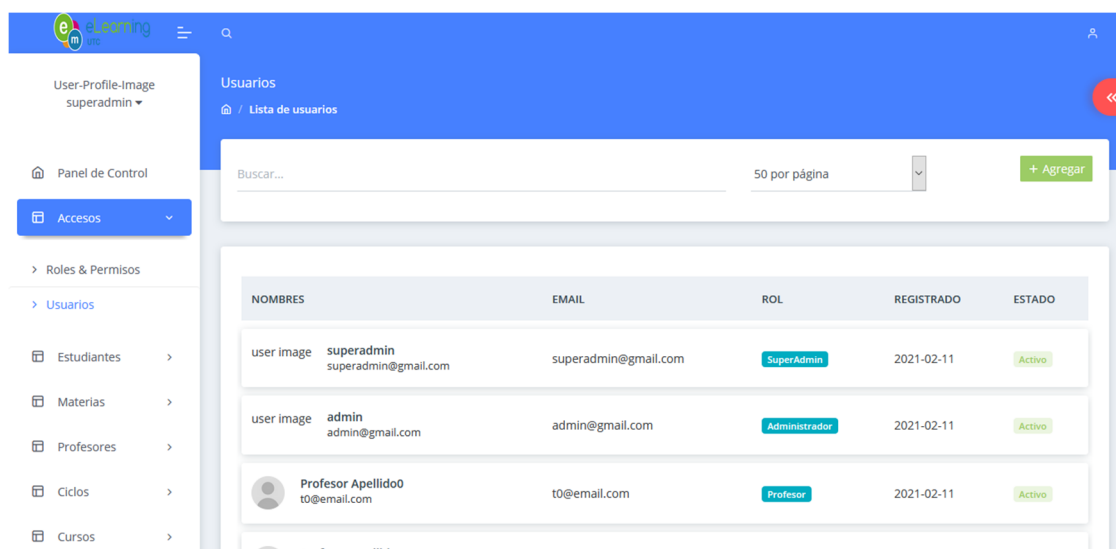 eLearning
UTC
User-Profile-Image
superadmin
Panel de Control
Accesos
Roles & Permisos
Usuarios
Estudiantes
Materias
Profesores
Ciclos
Cursos
Usuarios
/ Lista de usuarios
Buscar...
50 por página
+ Agregar
NOMBRES EMAIL ROL REGISTRADO ESTADO
user image superadmin superadmin@gmail.com SuperAdmin 2021-02-11 Activo
superadmin@gmail.com
user image admin admin@gmail.com Administrador 2021-02-11 Activo
admin@gmail.com
Profesor Apellido0 t0@email.com Profesor 2021-02-11 Activo
t0@email.com